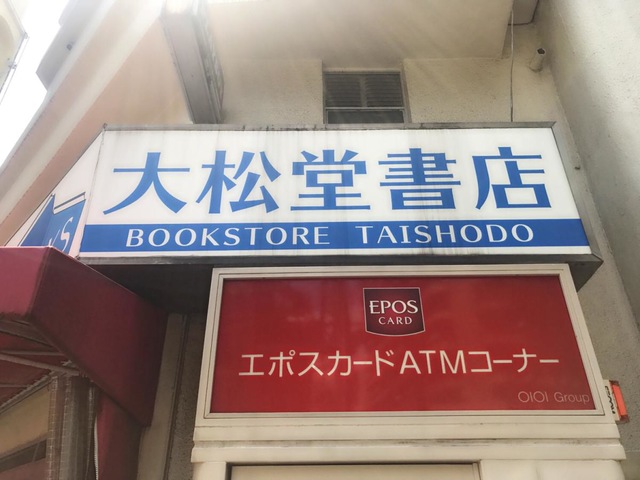 大松堂書店
BOOKSTORE TAISHODO
EPOS
CARD
エポスカードATMコーナー
OIOI Group